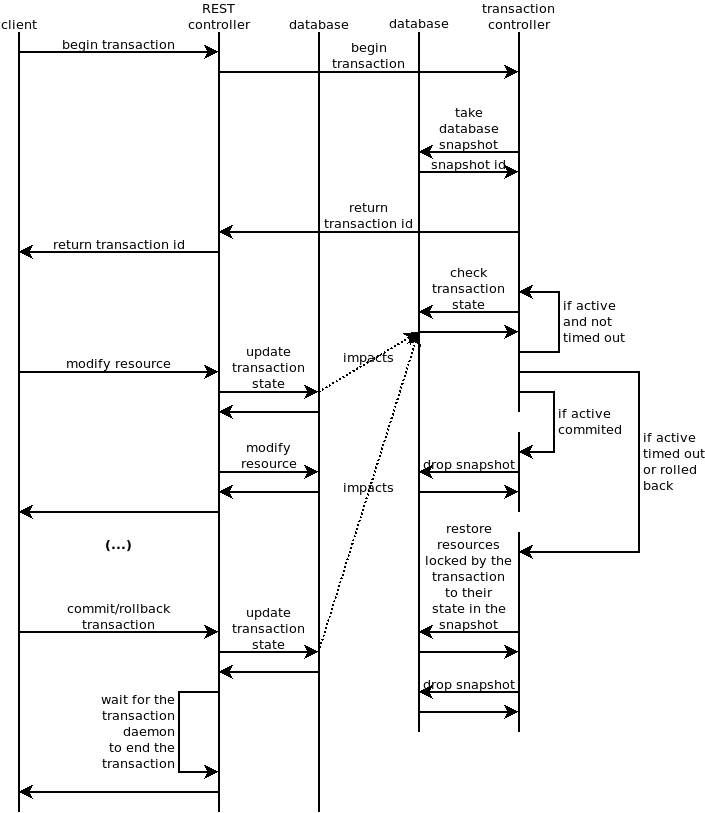 client
REST
controller
database
database
transaction
controller
begin transaction
begin
transaction
take
database
snapshot
snapshot id
return
transaction id
return transaction id
check
transaction
state
if active
and not
timed out
impacts
modify resource
update
transaction
state
if active
commited
if active
timed out
or rolled
back
modify
resource
drop snapshot
impacts
(...)
restore
resources
locked by the
transaction
to their
state in the
snapshot
commit/rollback
transaction
update
transaction
state
drop snapshot
wait for the
transaction
daemon
to end the
transaction